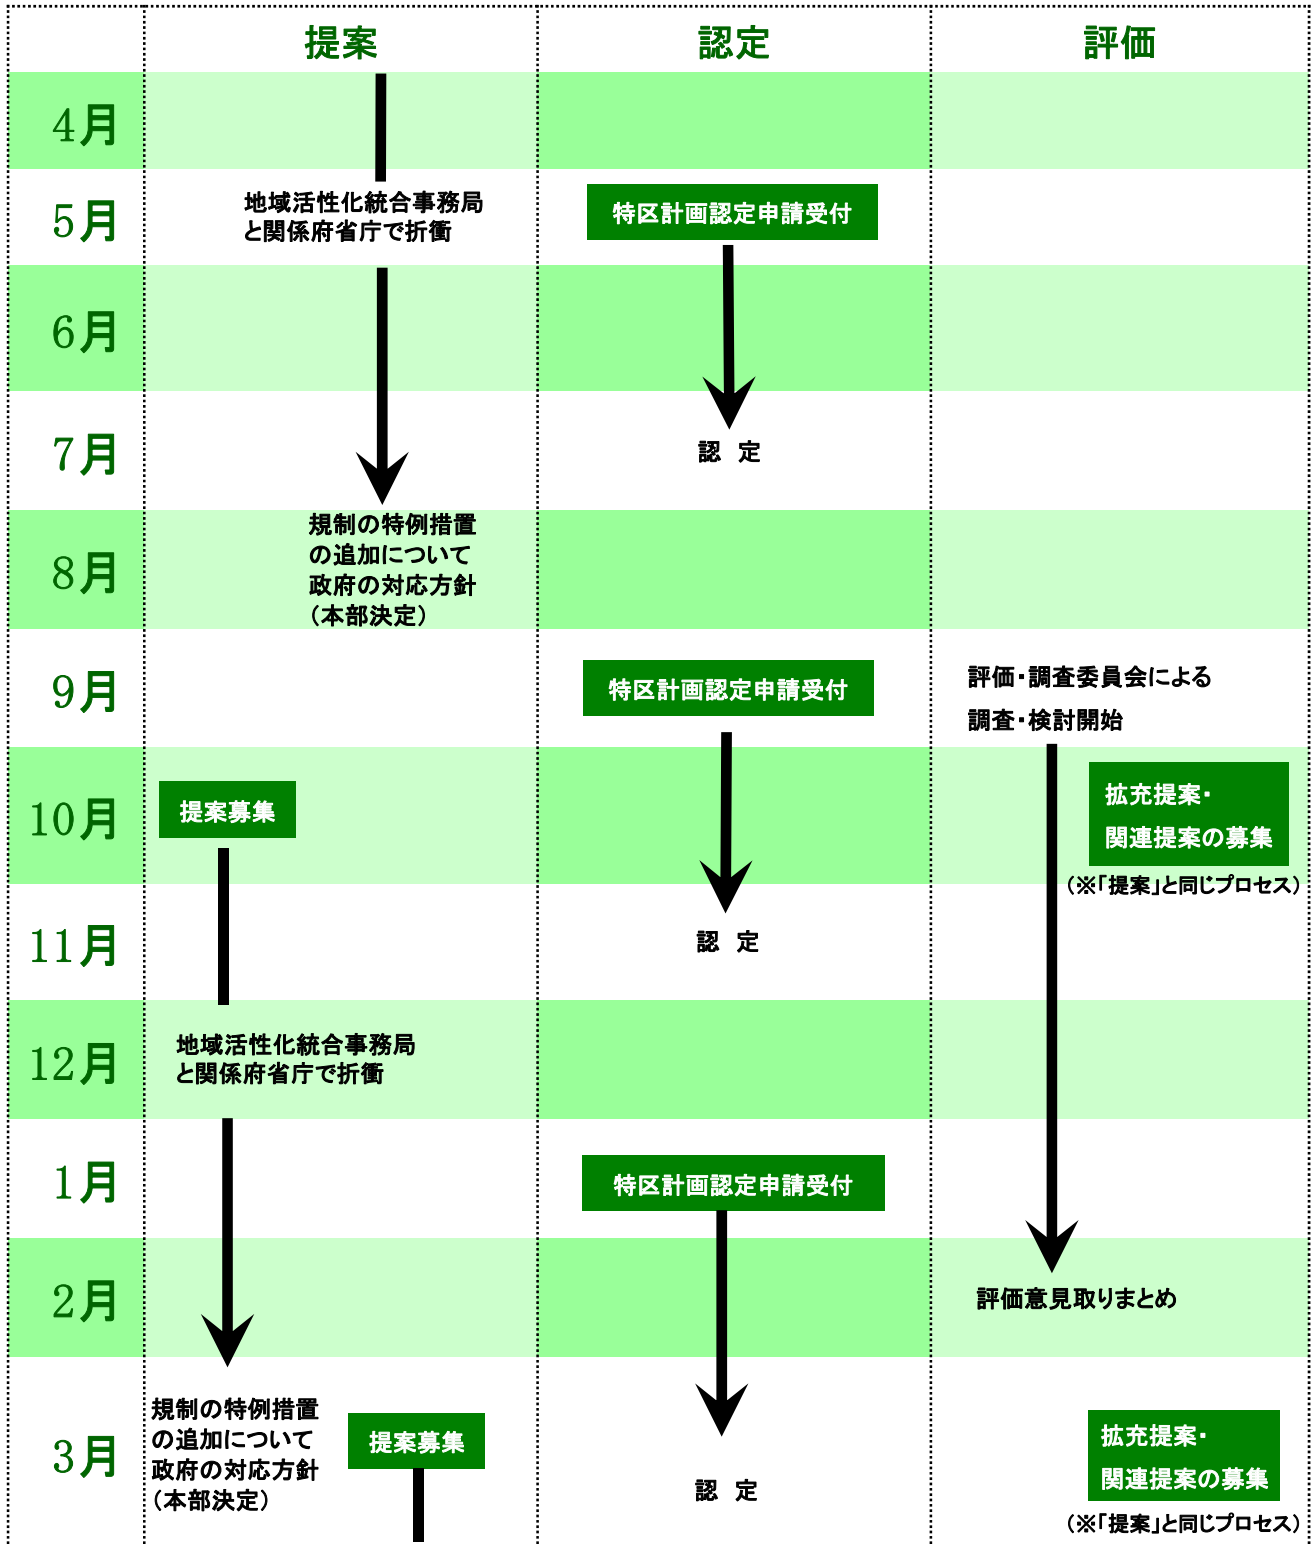 提案
認定
評価
4月
5月
地域活性化統合事務局
と関係府省庁で折衝
特区計画認定申請受付
6月
7月
認　定
8月
規制の特例措置
の追加について
政府の対応方針
（本部決定）
9月
特区計画認定申請受付
評価・調査委員会による
調査・検討開始
10月
提案募集
拡充提案・
関連提案の募集
（※「提案」と同じプロセス）
11月
認　定
12月
地域活性化統合事務局
と関係府省庁で折衝
1月
特区計画認定申請受付
2月
評価意見取りまとめ
3月
規制の特例措置
の追加について
政府の対応方針
（本部決定）
提案募集
認　定
拡充提案・
関連提案の募集
（※「提案」と同じプロセス）